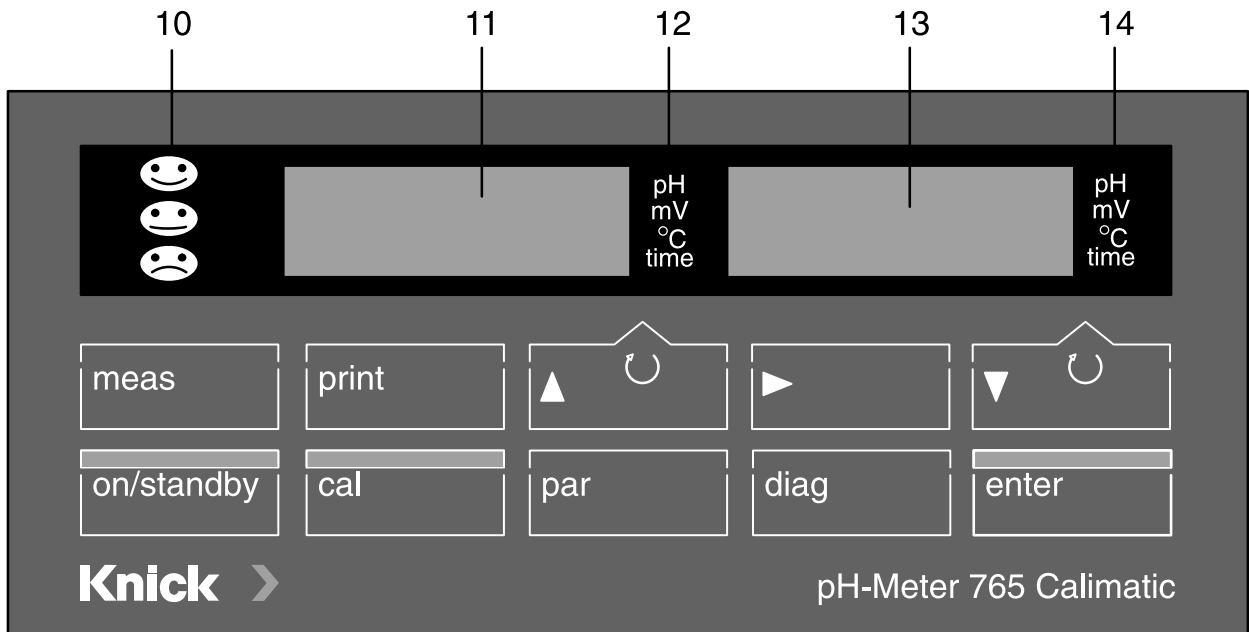 10 11 12 13 14
pH pH
mV mV
°C °C
time time
meas print
on/standby cal par diag enter
Knick pH-Meter 765 Calimatic